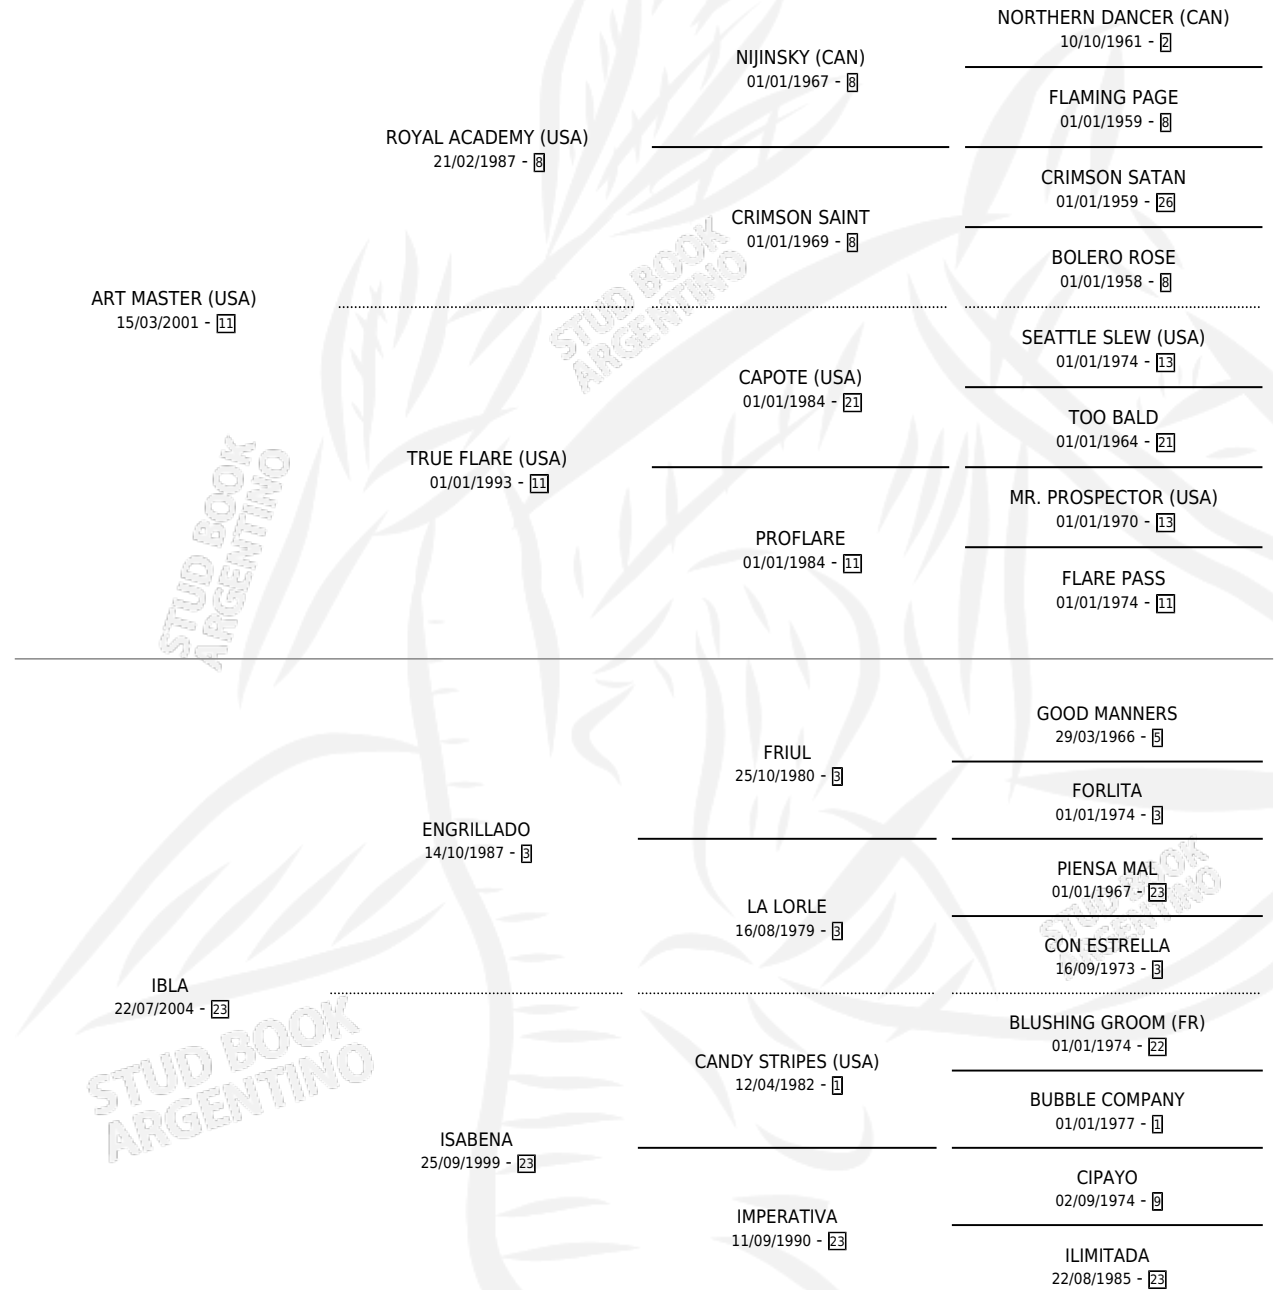 NORTHERN DANCER (CAN)
10/10/1961 - 2
NIJINSKY (CAN)
01/01/1967 - 8
FLAMING PAGE
01/01/1959 - 8
ROYAL ACADEMY (USA)
21/02/1987 - 8
CRIMSON SATAN
01/01/1959 - 26
CRIMSON SAINT
01/01/1969 - 8
BOLERO ROSE
01/01/1958 - 8
STUD BOOK
ARGENTINO
ART MASTER (USA)
15/03/2001 - 11
SEATTLE SLEW (USA)
01/01/1974 - 13
CAPOTE (USA)
01/01/1984 - 21
TOO BALD
01/01/1964 - 21
TRUE FLARE (USA)
01/01/1993 - 11
MR. PROSPECTOR (USA)
01/01/1970 - 13
PROFLARE
01/01/1984 - 11
FLARE PASS
01/01/1974 - 11
STUD BOOK
ARGENTINO
GOOD MANNERS
29/03/1966 - 5
FRIUL
25/10/1980 - 3
FORLITA
01/01/1974 - 3
ENGRILLADO
14/10/1987 - 3
PIENSA MAL
01/01/1967 - 23
LA LORLE
16/08/1979 - 3
CON ESTRELLA
16/09/1973 - 3
STUD BOOK
ARGENTINO
IBLA
22/07/2004 - 23
BLUSHING GROOM (FR)
01/01/1974 - 22
CANDY STRIPES (USA)
12/04/1982 - 1
BUBBLE COMPANY
01/01/1977 - 1
STUD BOOK
ARGENTINO
ISABENA
25/09/1999 - 23
CIPAYO
02/09/1974 - 9
IMPERATIVA
11/09/1990 - 23
ILIMITADA
22/08/1985 - 23